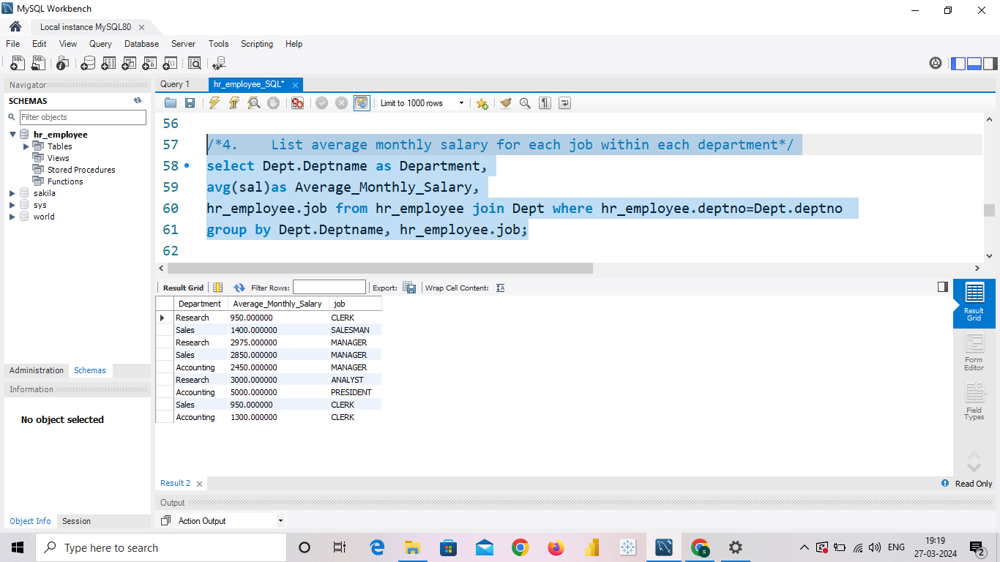 MySQL Workbench
Local instance MySQL80
File Edit View Query Database Server Tools Scripting Help
Navigator
SCHEMAS
Filter objects
hr_employee
Tables
Views
Stored Procedures
Functions
sakila
sys
world
Administration Schemas
Information
No object selected
Object Info Session
Query 1 hr_employee_SQL*
Limit to 1000 rows
56
57 /*4. List average monthly salary for each job within each department*/
58 select Dept.Deptname as Department,
59 avg(sal)as Average_Monthly_Salary,
60 hr_employee.job from hr_employee join Dept where hr_employee.deptno=Dept.deptno
61 group by Dept.Deptname, hr_employee.job;
62
Result Grid Filter Rows: Export: Wrap Cell Content:
Department Average_Monthly_Salary job
Research 950.000000 CLERK
Sales 1400.000000 SALESMAN
Research 2975.000000 MANAGER
Sales 2850.000000 MANAGER
Accounting 2450.000000 MANAGER
Research 3000.000000 ANALYST
Accounting 5000.000000 PRESIDENT
Sales 950.000000 CLERK
Accounting 1300.000000 CLERK
Result Grid
Form Editor
Field Types
Result 2
Read Only
Output
Action Output
Type here to search
ENG
19:19
27-03-2024
2